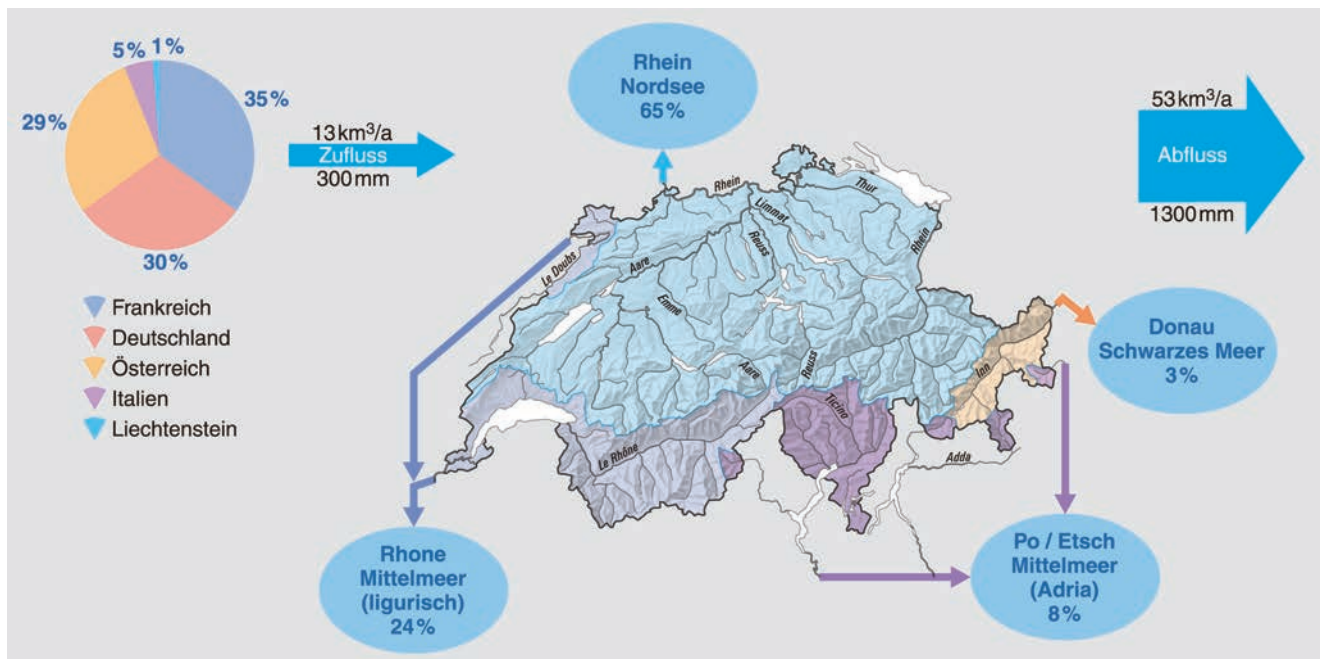 5% 1%
35%
29%
30%
Frankreich
Deutschland
Österreich
Italien
Liechtenstein
13 km³/a
Zufluss
300 mm
Rhein
Nordsee
65%
53 km³/a
Abfluss
1300 mm
Rhein
Thur
Limmat
Reuss
Rhein
Le Doubs
Aare
Emme
Aare
Reuss
Inn
Ticino
Le Rhône
Adda
Donau
Schwarzes Meer
3%
Rhone
Mittelmeer
(ligurisch)
24%
Po / Etsch
Mittelmeer
(Adria)
8%